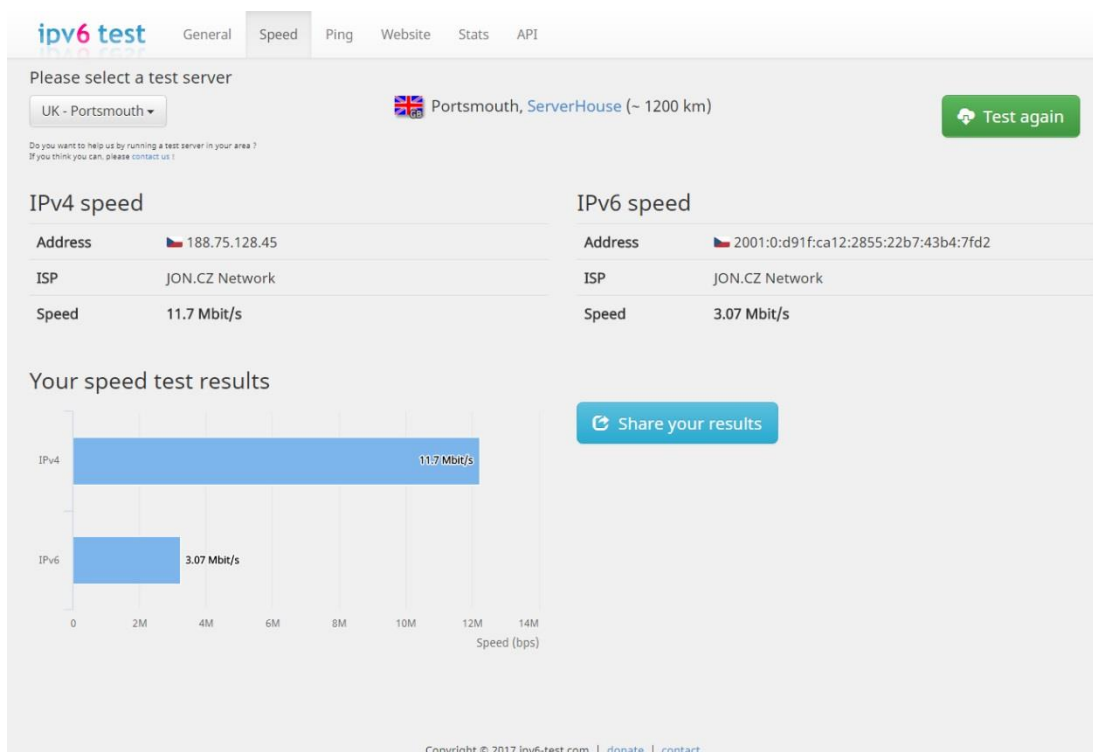 ipv6 test General Speed Ping Website Stats API
Please select a test server
UK - Portsmouth
GB Portsmouth, ServerHouse (~ 1200 km)
Test again
Do you want to help us by running a test server in your area ?
If you think you can, please contact us !
IPv4 speed
Address 188.75.128.45
ISP JON.CZ Network
Speed 11.7 Mbit/s
IPv6 speed
Address 2001:0:d91f:ca12:2855:22b7:43b4:7fd2
ISP JON.CZ Network
Speed 3.07 Mbit/s
Your speed test results
Share your results
IPv4 11.7 Mbit/s
IPv6 3.07 Mbit/s
0 2M 4M 6M 8M 10M 12M 14M
Speed (bps)
Copyright © 2017 ipv6-test.com | donate | contact